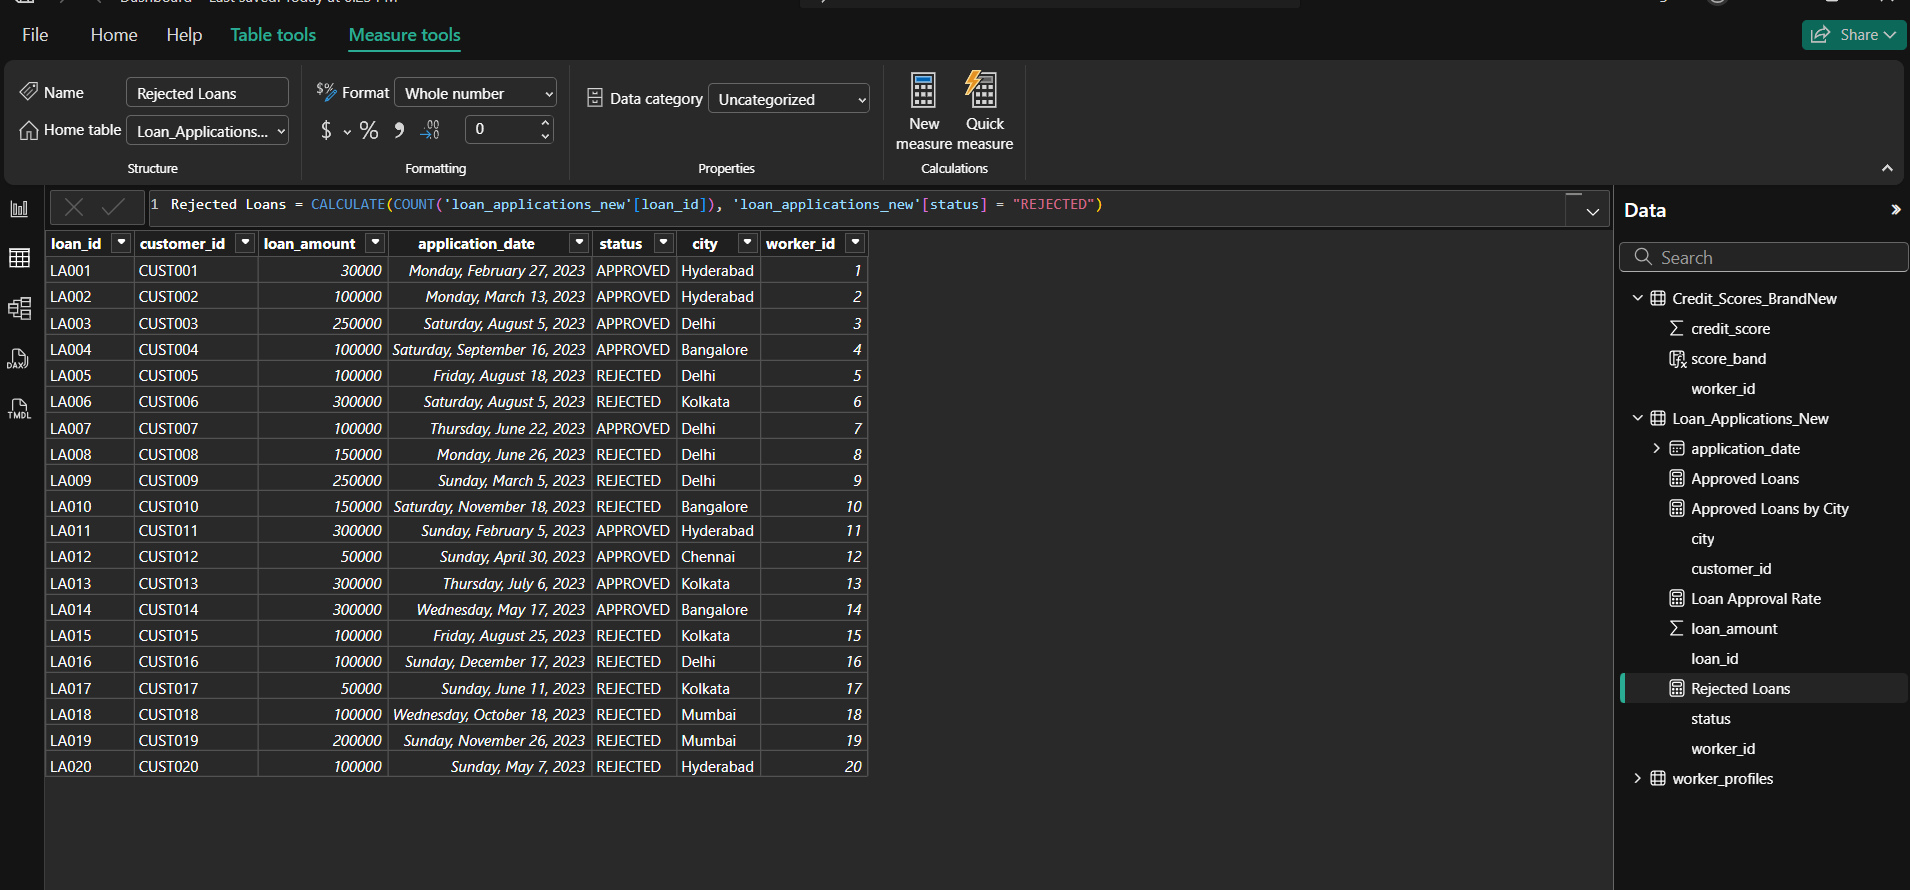 File Home Help Table tools Measure tools Share
Name Rejected Loans
Home table Loan_Applications...
Structure
$% Format Whole number
$ % , .00 0
Formatting
Data category Uncategorized
Properties
New measure
Quick measure
Calculations
1 Rejected Loans = CALCULATE(COUNT('loan_applications_new'[loan_id]), 'loan_applications_new'[status] = "REJECTED")
loan_id customer_id loan_amount application_date status city worker_id
LA001 CUST001 30000 Monday, February 27, 2023 APPROVED Hyderabad 1
LA002 CUST002 100000 Monday, March 13, 2023 APPROVED Hyderabad 2
LA003 CUST003 250000 Saturday, August 5, 2023 APPROVED Delhi 3
LA004 CUST004 100000 Saturday, September 16, 2023 APPROVED Bangalore 4
LA005 CUST005 100000 Friday, August 18, 2023 REJECTED Delhi 5
LA006 CUST006 300000 Saturday, August 5, 2023 REJECTED Kolkata 6
LA007 CUST007 100000 Thursday, June 22, 2023 APPROVED Delhi 7
LA008 CUST008 150000 Monday, June 26, 2023 REJECTED Delhi 8
LA009 CUST009 250000 Sunday, March 5, 2023 REJECTED Delhi 9
LA010 CUST010 150000 Saturday, November 18, 2023 REJECTED Bangalore 10
LA011 CUST011 300000 Sunday, February 5, 2023 APPROVED Hyderabad 11
LA012 CUST012 50000 Sunday, April 30, 2023 APPROVED Chennai 12
LA013 CUST013 300000 Thursday, July 6, 2023 APPROVED Kolkata 13
LA014 CUST014 300000 Wednesday, May 17, 2023 APPROVED Bangalore 14
LA015 CUST015 100000 Friday, August 25, 2023 REJECTED Kolkata 15
LA016 CUST016 100000 Sunday, December 17, 2023 REJECTED Delhi 16
LA017 CUST017 50000 Sunday, June 11, 2023 REJECTED Kolkata 17
LA018 CUST018 100000 Wednesday, October 18, 2023 REJECTED Mumbai 18
LA019 CUST019 200000 Sunday, November 26, 2023 REJECTED Mumbai 19
LA020 CUST020 100000 Sunday, May 7, 2023 REJECTED Hyderabad 20
DAX
TMDL
Data
Search
Credit_Scores_BrandNew
credit_score
score_band
worker_id
Loan_Applications_New
application_date
Approved Loans
Approved Loans by City
city
customer_id
Loan Approval Rate
loan_amount
loan_id
Rejected Loans
status
worker_id
worker_profiles